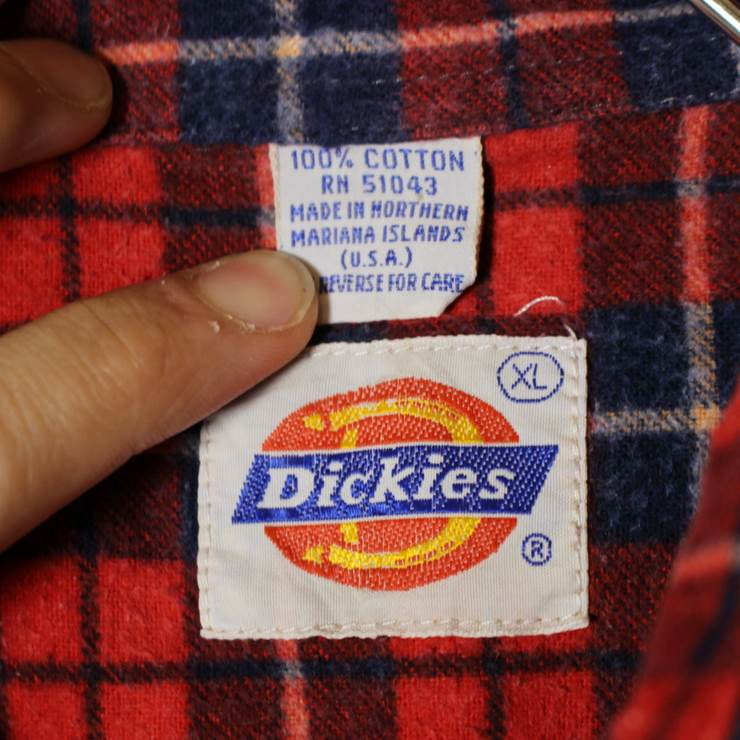 100% COTTON
RN 51043
MADE IN NORTHERN
MARIANA ISLANDS
(U.S.A.)
REVERSE FOR CARE
XL
Dickies
®